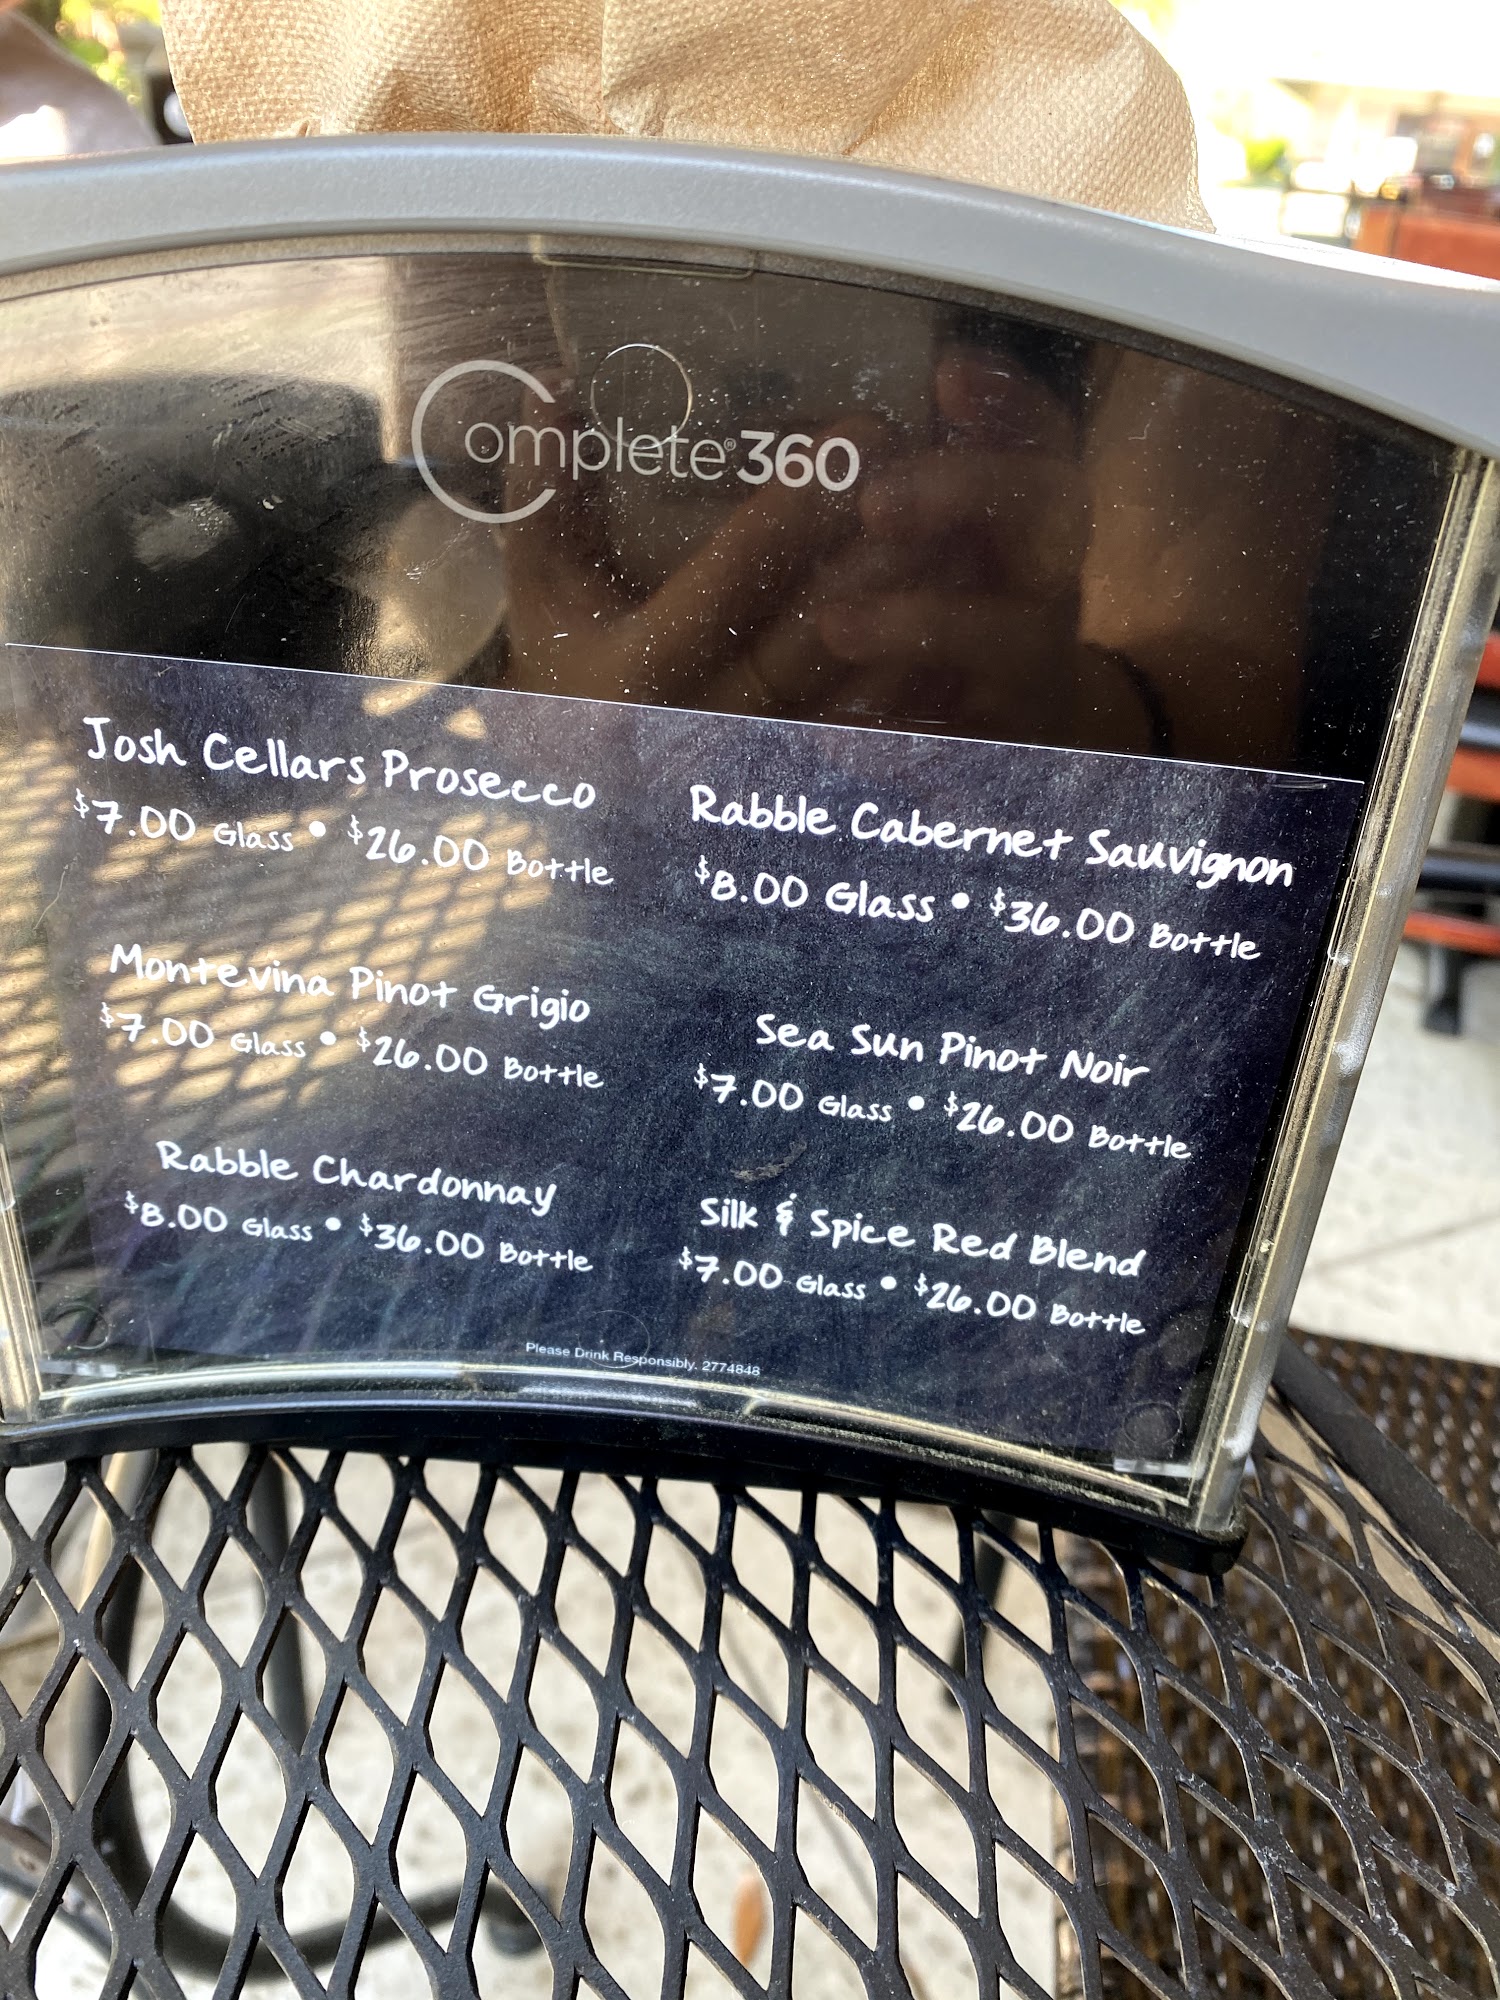 Complete®360
Josh Cellars Prosecco
$7.00 Glass • $26.00 Bottle
Montevina Pinot Grigio
$7.00 Glass • $26.00 Bottle
Rabble Chardonnay
$8.00 Glass • $36.00 Bottle
Rabble Cabernet Sauvignon
$8.00 Glass • $36.00 Bottle
Sea Sun Pinot Noir
$7.00 Glass • $26.00 Bottle
Silk & Spice Red Blend
$7.00 Glass • $26.00 Bottle
Please Drink Responsibly. 2774848